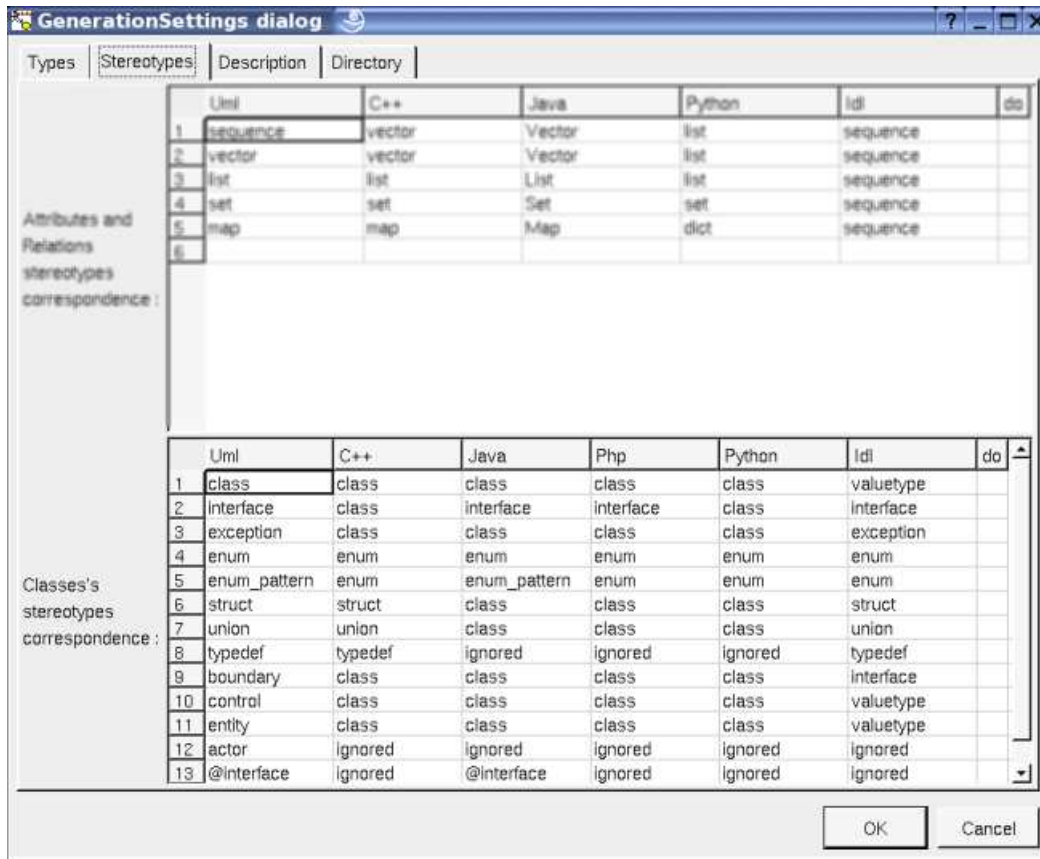 GenerationSettings dialog
Types Stereotypes Description Directory
Uml C++ Java Python Idl do
1 sequence vector Vector list sequence
2 vector vector Vector list sequence
3 list list List list sequence
4 set set Set set sequence
5 map map Map dict sequence
6
Attributes and
Relations
stereotypes
correspondence :
Uml C++ Java Php Python Idl do
1 class class class class class valuetype
2 interface class interface interface class interface
3 exception class class class class exception
4 enum enum enum enum enum enum
5 enum_pattern enum enum_pattern enum enum enum
6 struct struct class class class struct
7 union union class class class union
8 typedef typedef ignored ignored ignored typedef
9 boundary class class class class interface
10 control class class class class valuetype
11 entity class class class class valuetype
12 actor ignored ignored ignored ignored ignored
13 @interface ignored @interface ignored ignored ignored
Classes's
stereotypes
correspondence :
OK Cancel